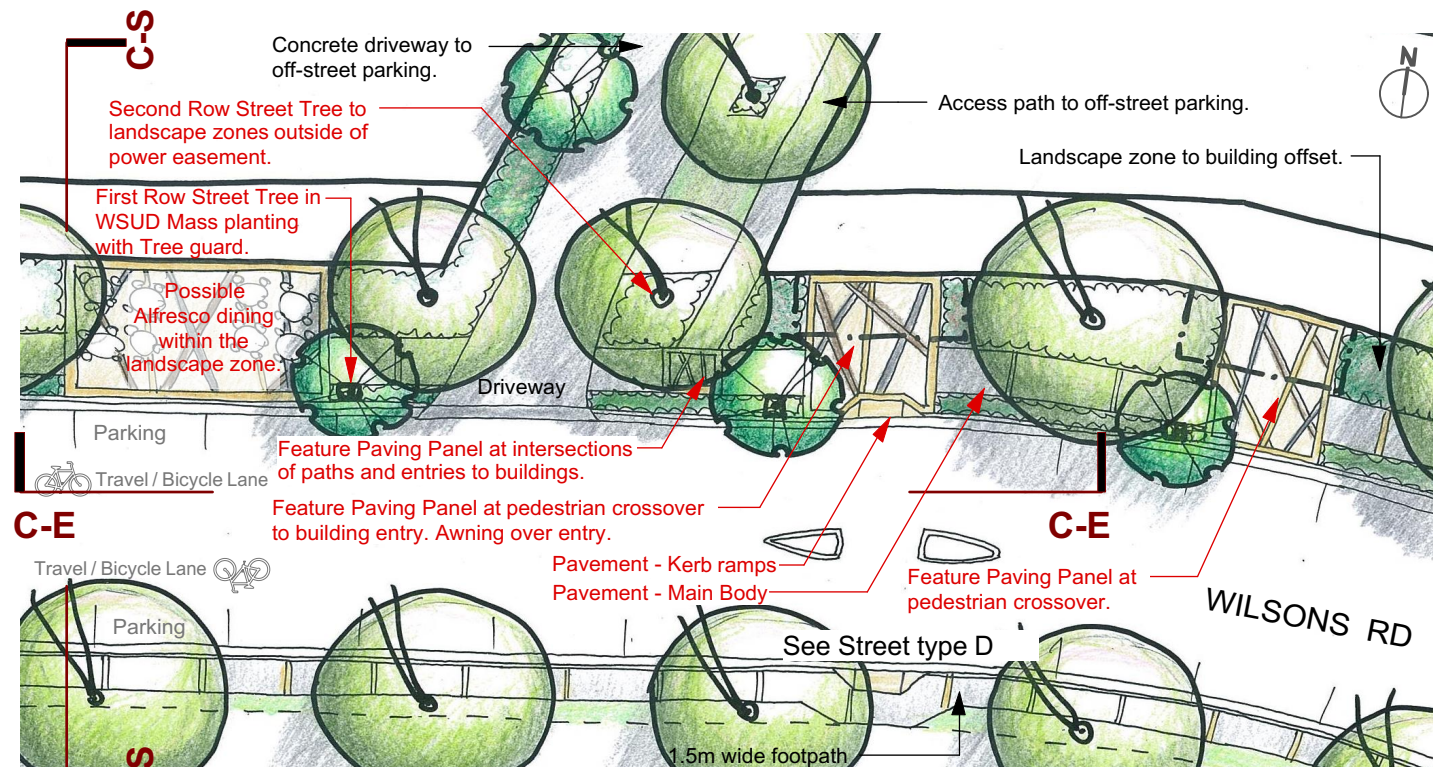 C-S
Concrete driveway to
off-street parking.
N
Second Row Street Tree to
landscape zones outside of
power easement.
Access path to off-street parking.
Landscape zone to building offset.
First Row Street Tree in
WSUD Mass planting
with Tree guard.
Possible
Alfresco dining
within the
landscape zone.
Driveway
Parking
Feature Paving Panel at intersections
of paths and entries to buildings.
Travel / Bicycle Lane
Feature Paving Panel at pedestrian crossover
to building entry. Awning over entry.
C-E
C-E
Pavement - Kerb ramps
Pavement - Main Body
Feature Paving Panel at
pedestrian crossover.
Travel / Bicycle Lane
WILSONS RD
Parking
See Street type D
1.5m wide footpath
S